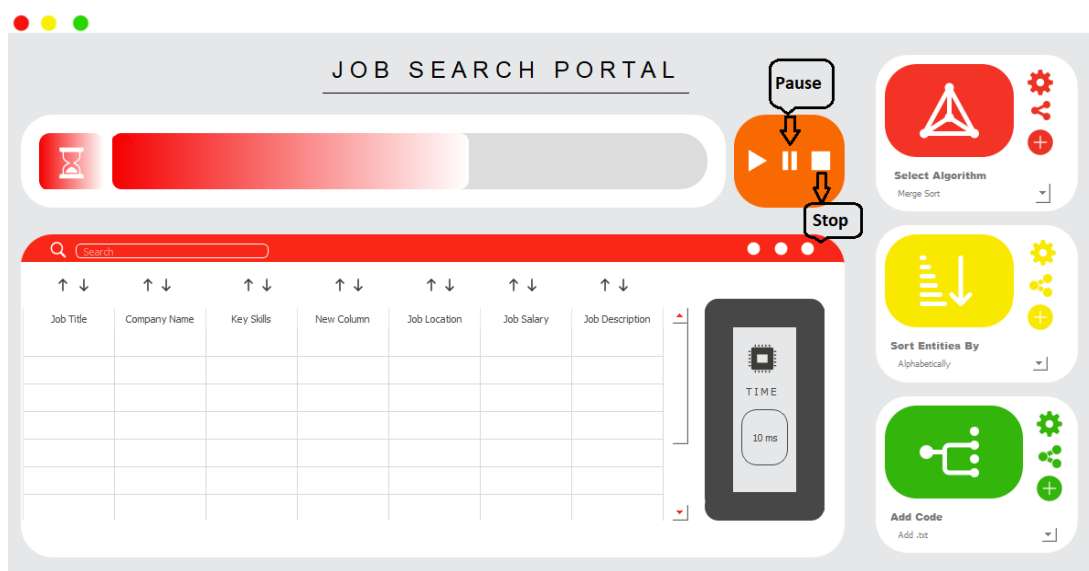 JOB SEARCH PORTAL
Pause
Stop
Select Algorithm
Merge Sort
Search
Job Title Company Name Key Skills New Column Job Location Job Salary Job Description
TIME
10 ms
Sort Entities By
Alphabetically
Add Code
Add .txt